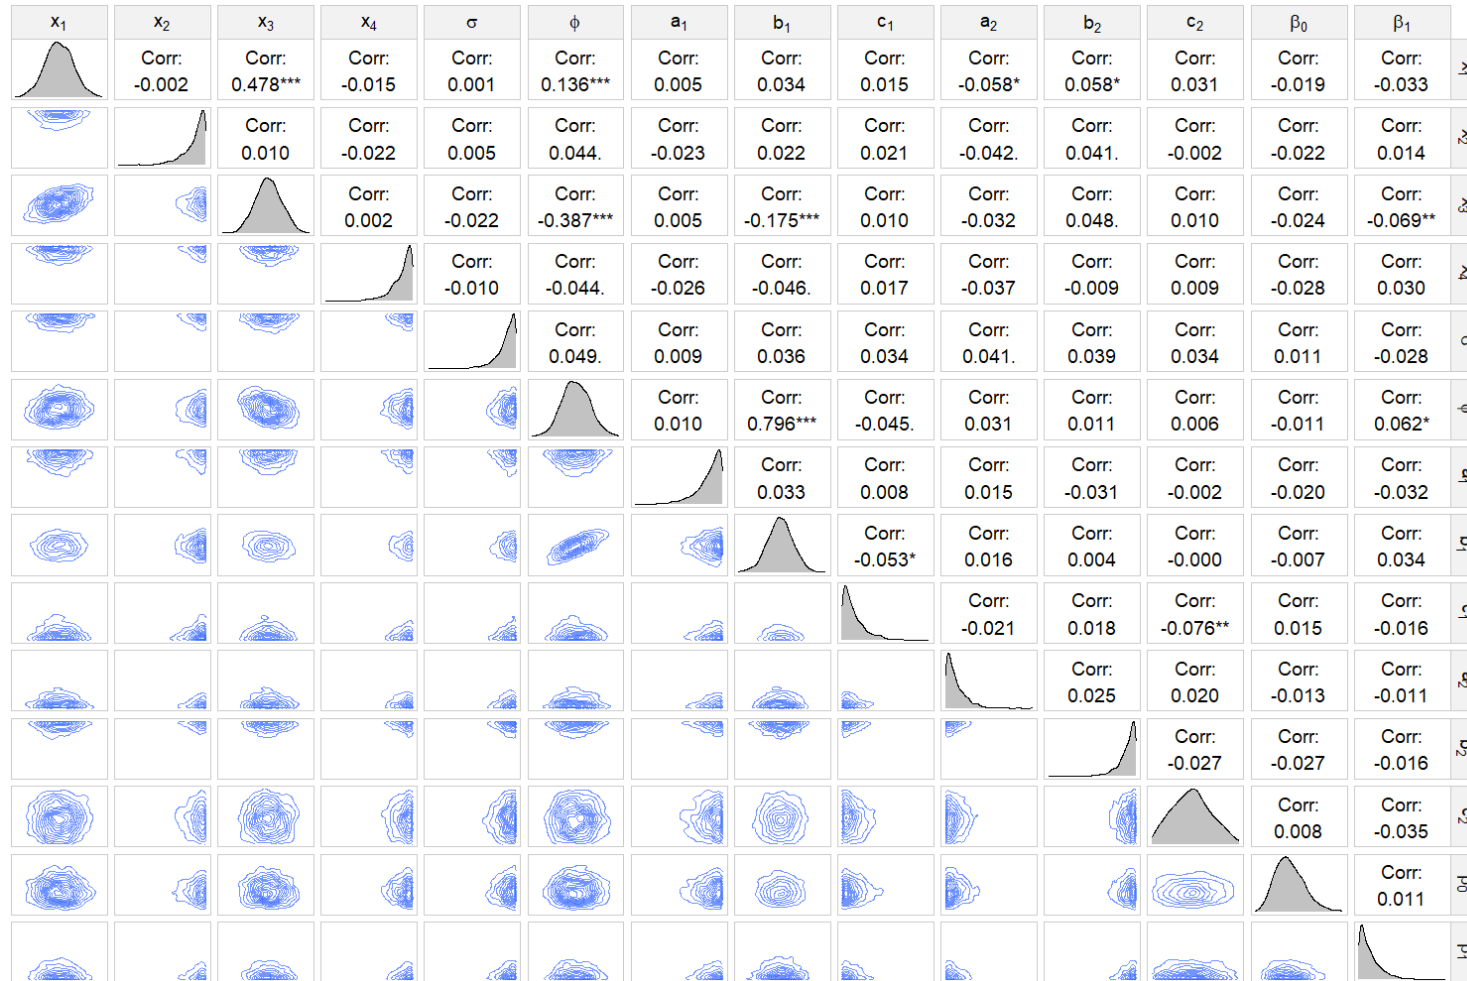 x1 x2 x3 x4 σ ϕ a1 b1 c1 a2 b2 c2 β0 β1
Corr: Corr: Corr: Corr: Corr: Corr: Corr: Corr: Corr: Corr: Corr: Corr: Corr:
-0.002 0.478*** -0.015 0.001 0.136*** 0.005 0.034 0.015 -0.058* 0.058* 0.031 -0.019 -0.033
x1
Corr: Corr: Corr: Corr: Corr: Corr: Corr: Corr: Corr: Corr: Corr: Corr:
0.010 -0.022 0.005 0.044. -0.023 0.022 0.021 -0.042. 0.041. -0.002 -0.022 0.014
x2
Corr: Corr: Corr: Corr: Corr: Corr: Corr: Corr: Corr: Corr: Corr:
0.002 -0.022 -0.387*** 0.005 -0.175*** 0.010 -0.032 0.048. 0.010 -0.024 -0.069**
x3
Corr: Corr: Corr: Corr: Corr: Corr: Corr: Corr: Corr: Corr:
-0.010 -0.044. -0.026 -0.046. 0.017 -0.037 -0.009 0.009 -0.028 0.030
x4
Corr: Corr: Corr: Corr: Corr: Corr: Corr: Corr: Corr:
0.049. 0.009 0.036 0.034 0.041. 0.039 0.034 0.011 -0.028
σ
Corr: Corr: Corr: Corr: Corr: Corr: Corr: Corr:
0.010 0.796*** -0.045. 0.031 0.011 0.006 -0.011 0.062*
ϕ
Corr: Corr: Corr: Corr: Corr: Corr: Corr:
0.033 0.008 0.015 -0.031 -0.002 -0.020 -0.032
a1
Corr: Corr: Corr: Corr: Corr: Corr:
-0.053* 0.016 0.004 -0.000 -0.007 0.034
b1
Corr: Corr: Corr: Corr: Corr:
-0.021 0.018 -0.076** 0.015 -0.016
c1
Corr: Corr: Corr: Corr:
0.025 0.020 -0.013 -0.011
a2
Corr: Corr: Corr:
-0.027 -0.027 -0.016
b2
Corr: Corr:
0.008 -0.035
c2
Corr:
0.011
β0
β1